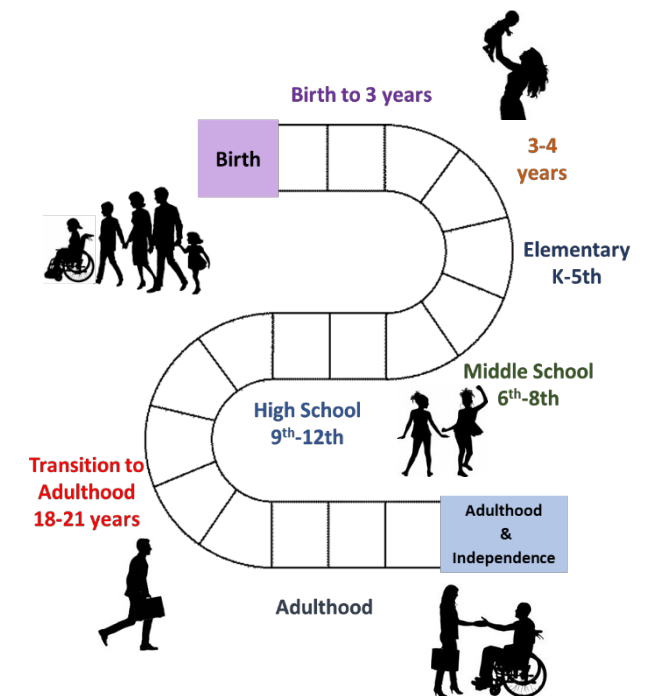 Birth to 3 years
Birth
3-4
years
Elementary
K-5th
Middle School
6th-8th
High School
9th-12th
Transition to
Adulthood
18-21 years
Adulthood
&
Independence
Adulthood